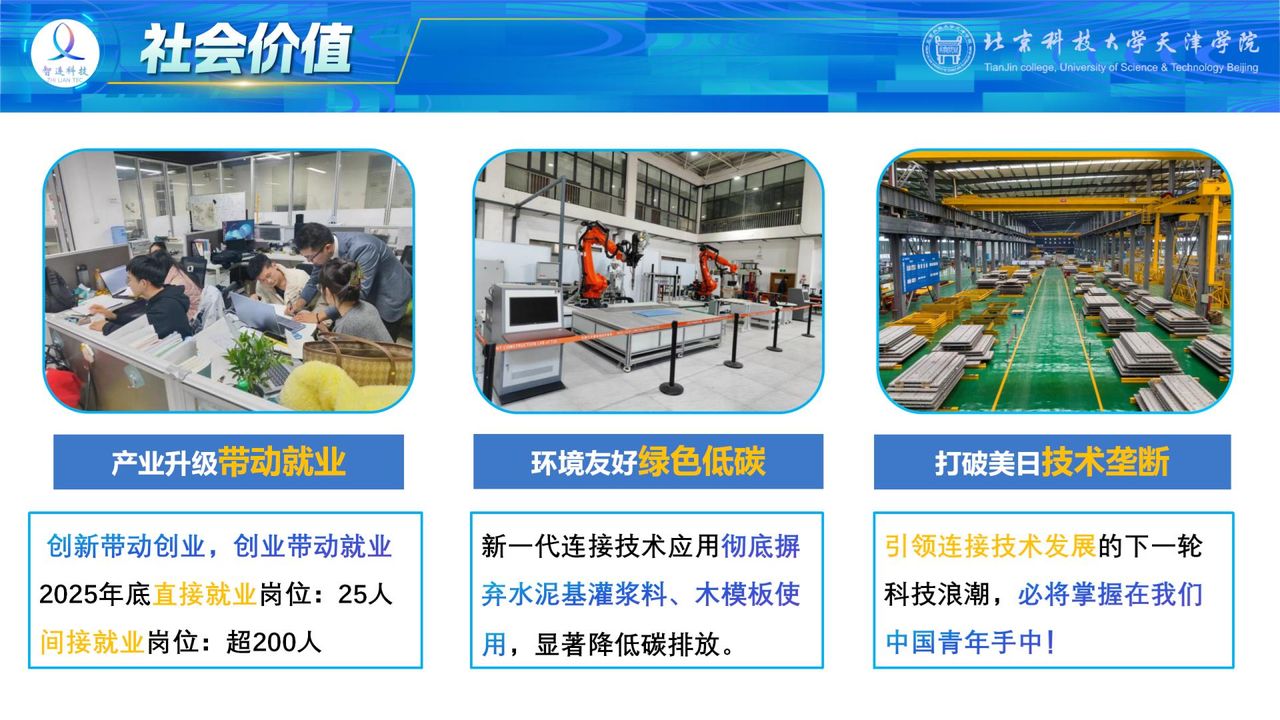 智连科技
ZHI LIAN TEC
社会价值
北京科技大学天津学院
TianJin college, University of Science & Technology Beijing
产业升级带动就业
环境友好绿色低碳
打破美日技术垄断
创新带动创业，创业带动就业
2025年底直接就业岗位：25人
间接就业岗位：超200人
新一代连接技术应用彻底摒
弃水泥基灌浆料、木模板使
用，显著降低碳排放。
引领连接技术发展的下一轮
科技浪潮，必将掌握在我们
中国青年手中！